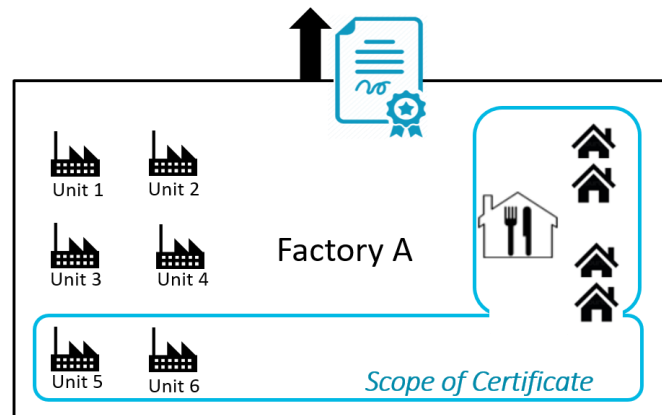 Unit 1
Unit 2
Unit 3
Unit 4
Factory A
Unit 5
Unit 6
Scope of Certificate